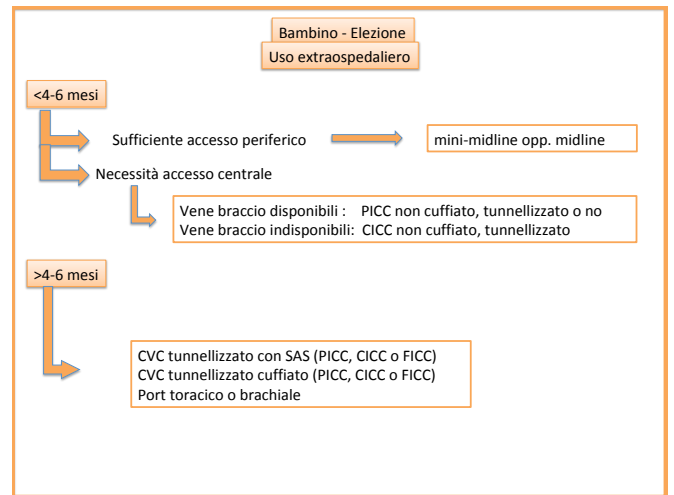 Bambino - Elezione
Uso extraospedaliero
<4-6 mesi
Sufficiente accesso periferico
mini-midline opp. midline
Necessità accesso centrale
Vene braccio disponibili : PICC non cuffiato, tunnellizzato o no
Vene braccio indisponibili: CICC non cuffiato, tunnellizzato
>4-6 mesi
CVC tunnellizzato con SAS (PICC, CICC o FICC)
CVC tunnellizzato cuffiato (PICC, CICC o FICC)
Port toracico o brachiale